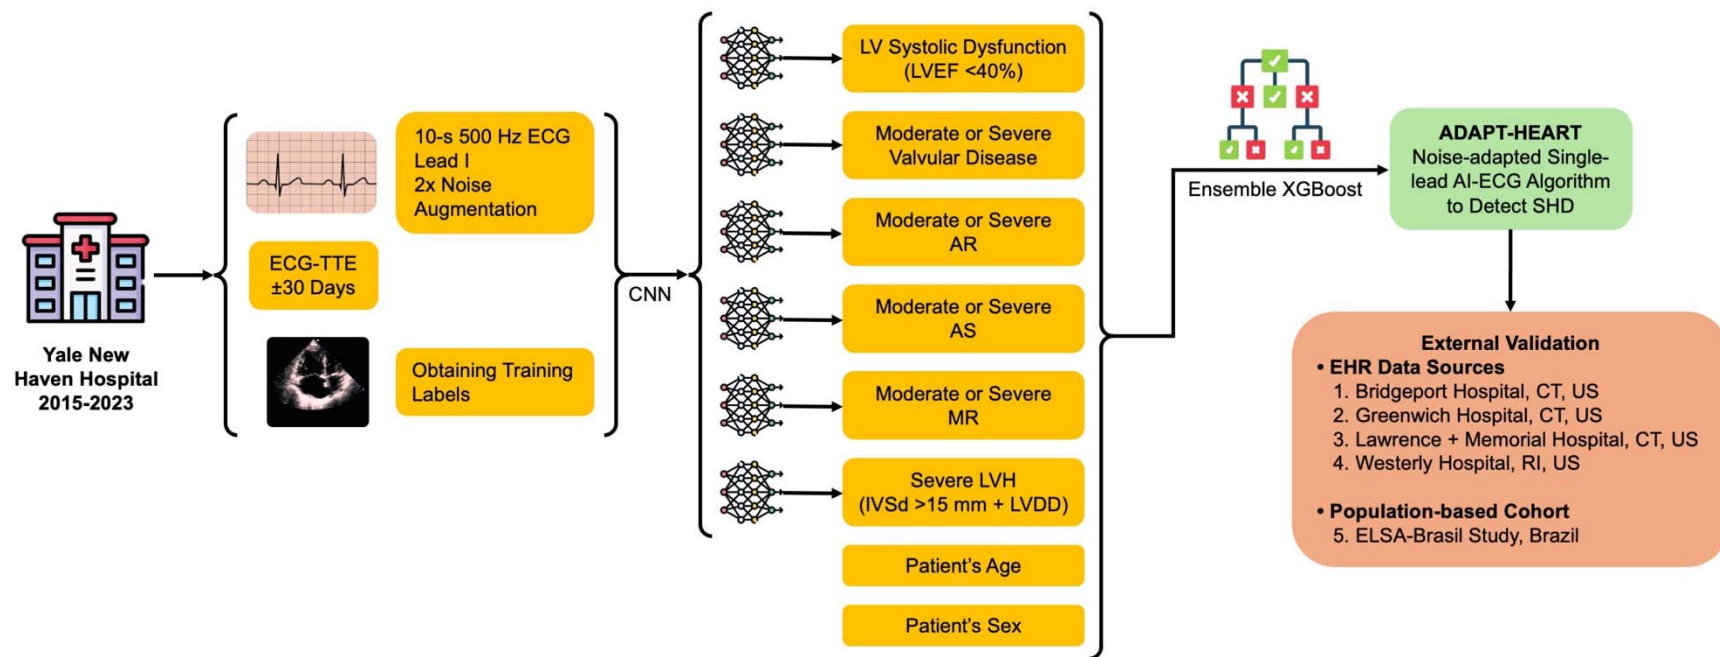 Yale New
Haven Hospital
2015-2023
10-s 500 Hz ECG
Lead I
2x Noise
Augmentation
ECG-TTE
±30 Days
Obtaining Training
Labels
CNN
LV Systolic Dysfunction
(LVEF <40%)
Moderate or Severe
Valvular Disease
Moderate or Severe
AR
Moderate or Severe
AS
Moderate or Severe
MR
Severe LVH
(IVSd >15 mm + LVDD)
Patient's Age
Patient's Sex
Ensemble XGBoost
ADAPT-HEART
Noise-adapted Single-
lead AI-ECG Algorithm
to Detect SHD
External Validation
• EHR Data Sources
1. Bridgeport Hospital, CT, US
2. Greenwich Hospital, CT, US
3. Lawrence + Memorial Hospital, CT, US
4. Westerly Hospital, RI, US
• Population-based Cohort
5. ELSA-Brasil Study, Brazil